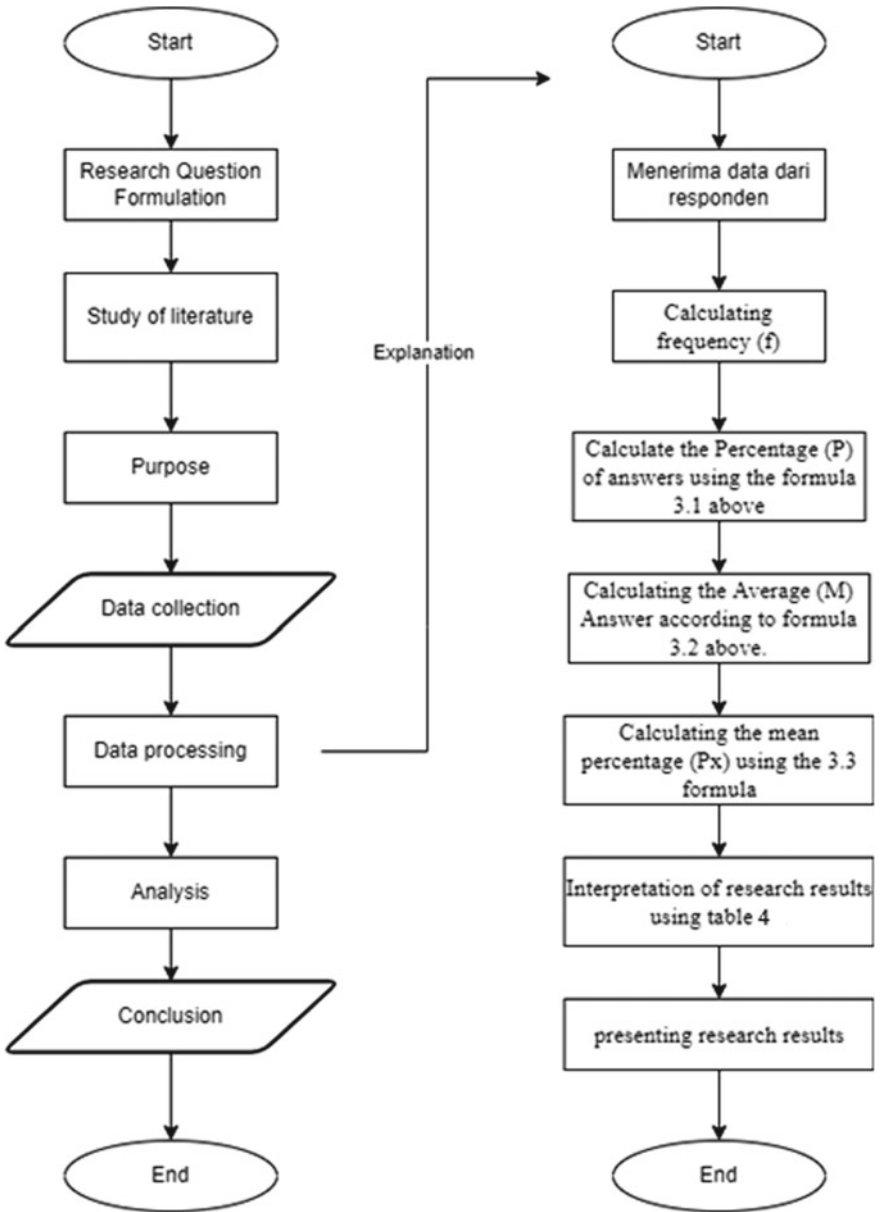 Start
Research Question
Formulation
Study of literature
Purpose
Data collection
Data processing
Analysis
Conclusion
End
Explanation
Start
Menerima data dari
responden
Calculating
frequency (f)
Calculate the Percentage (P)
of answers using the formula
3.1 above
Calculating the Average (M)
Answer according to formula
3.2 above.
Calculating the mean
percentage (Px) using the 3.3
formula
Interpretation of research results
using table 4
presenting research results
End